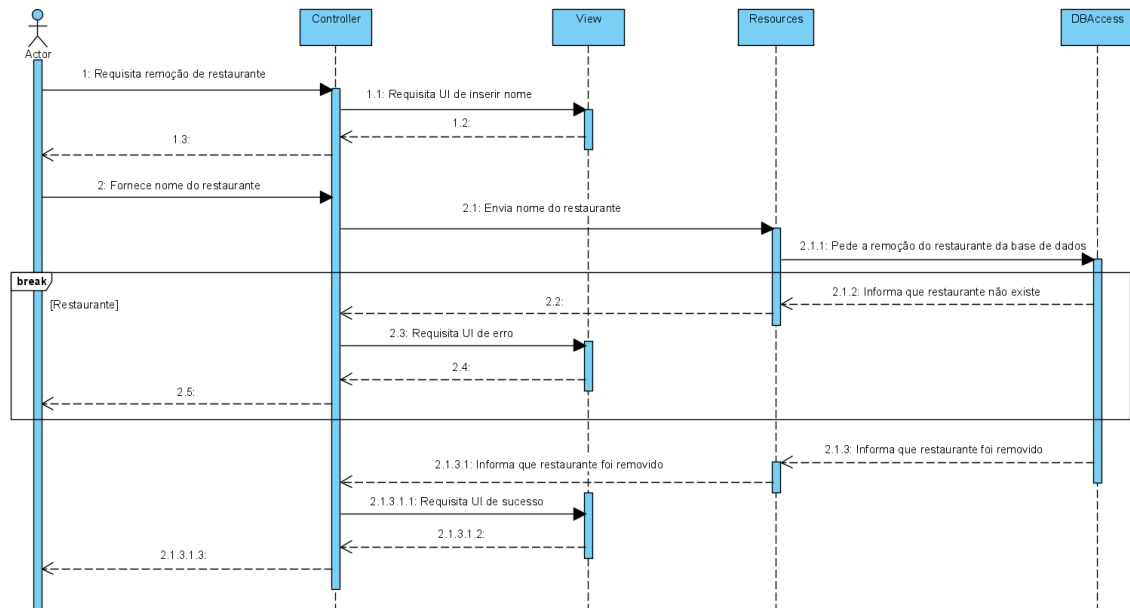 Controller
View
Resources
DBAccess
Actor
1: Requisita remoção de restaurante
1.1: Requisita UI de inserir nome
1.2:
1.3:
2: Fornece nome do restaurante
2.1: Envia nome do restaurante
2.1.1: Pede a remoção do restaurante da base de dados
break
[Restaurante]
2.1.2: Informa que restaurante não existe
2.2:
2.3: Requisita UI de erro
2.4:
2.5:
2.1.3: Informa que restaurante foi removido
2.1.3.1: Informa que restaurante foi removido
2.1.3.1.1: Requisita UI de sucesso
2.1.3.1.2:
2.1.3.1.3: